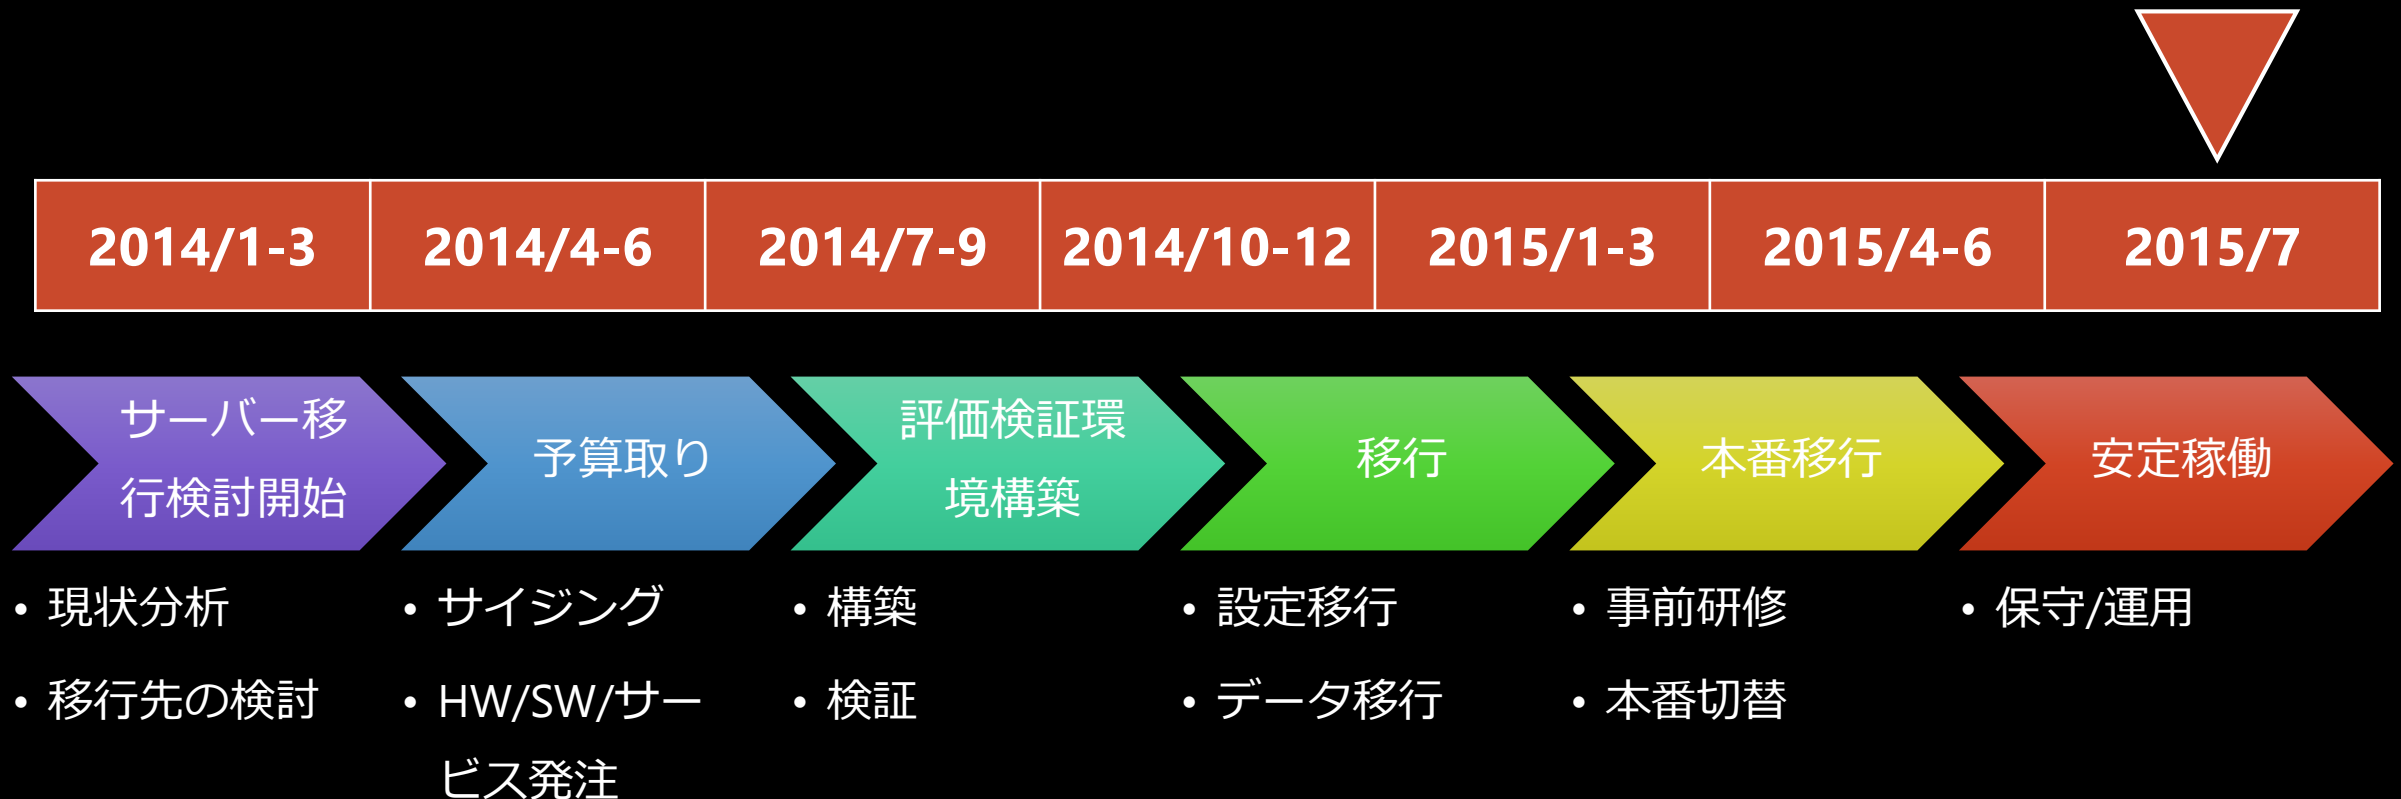 2014/1-3
2014/4-6
2014/7-9
2014/10-12
2015/1-3
2015/4-6
2015/7
サーバー移
行検討開始
• 現状分析
• 移行先の検討
予算取り
• サイジング
• HW/SW/サー
ビス発注
評価検証環
境構築
• 構築
• 検証
移行
• 設定移行
• データ移行
本番移行
• 事前研修
• 本番切替
安定稼働
• 保守/運用